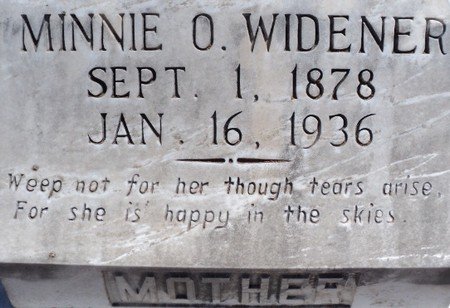 MINNIE O. WIDENER
SEPT. 1, 1878
JAN. 16, 1936
Weep not for her though tears arise,
For she is happy in the skies.
MOTHER